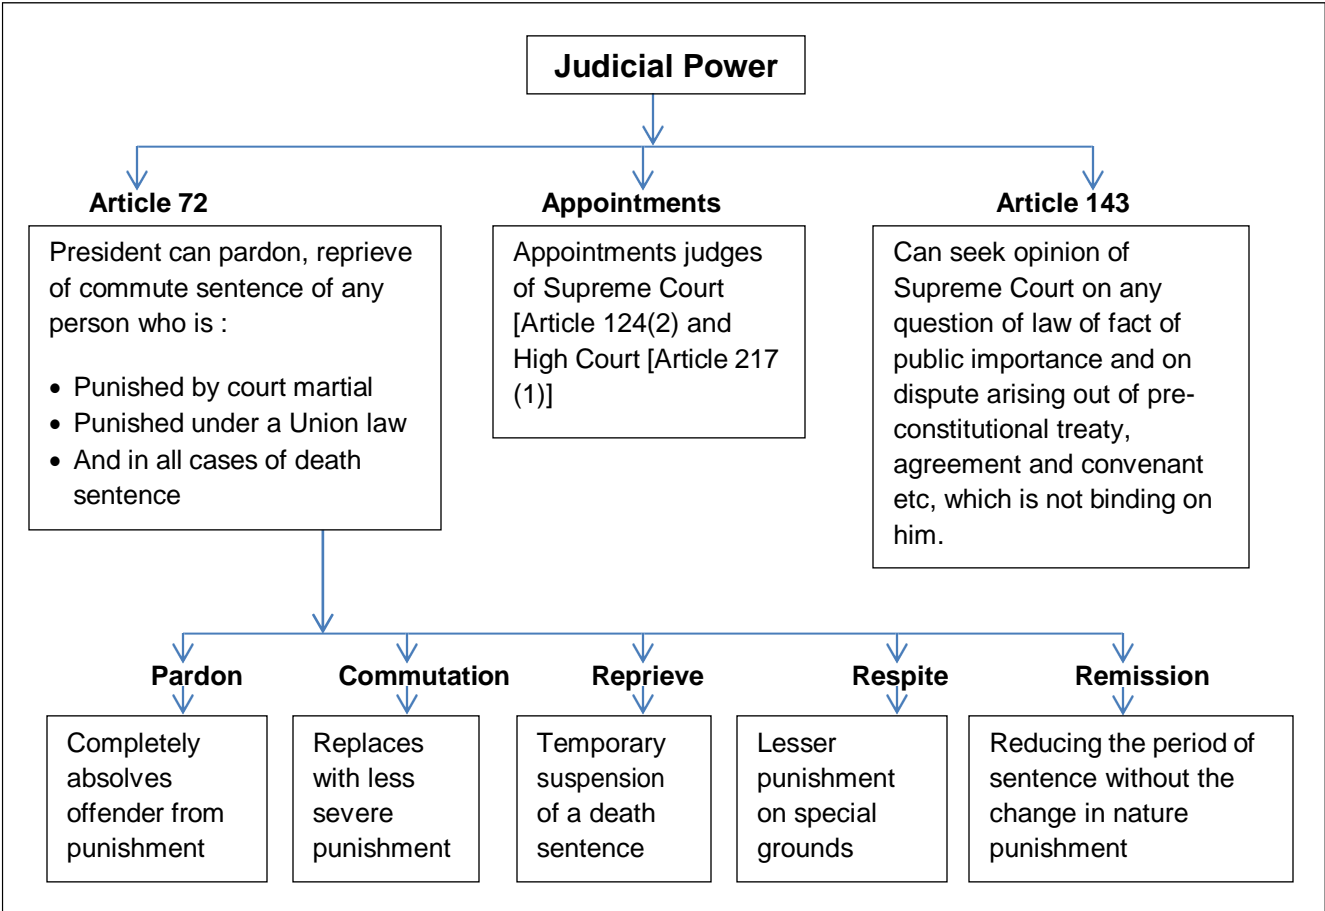 Judicial Power
Article 72
President can pardon, reprieve
of commute sentence of any
person who is :
• Punished by court martial
• Punished under a Union law
• And in all cases of death
sentence
Appointments
Appointments judges
of Supreme Court
[Article 124(2) and
High Court [Article 217
(1)]
Article 143
Can seek opinion of
Supreme Court on any
question of law of fact of
public importance and on
dispute arising out of pre-
constitutional treaty,
agreement and convenant
etc, which is not binding on
him.
Pardon
Completely
absolves
offender from
punishment
Commutation
Replaces
with less
severe
punishment
Reprieve
Temporary
suspension
of a death
sentence
Respite
Lesser
punishment
on special
grounds
Remission
Reducing the period of
sentence without the
change in nature
punishment